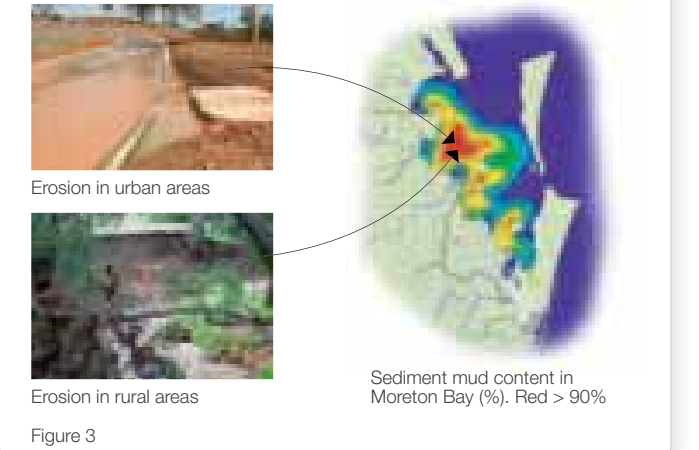 Erosion in urban areas
Erosion in rural areas
Sediment mud content in
Moreton Bay (%). Red > 90%
Figure 3